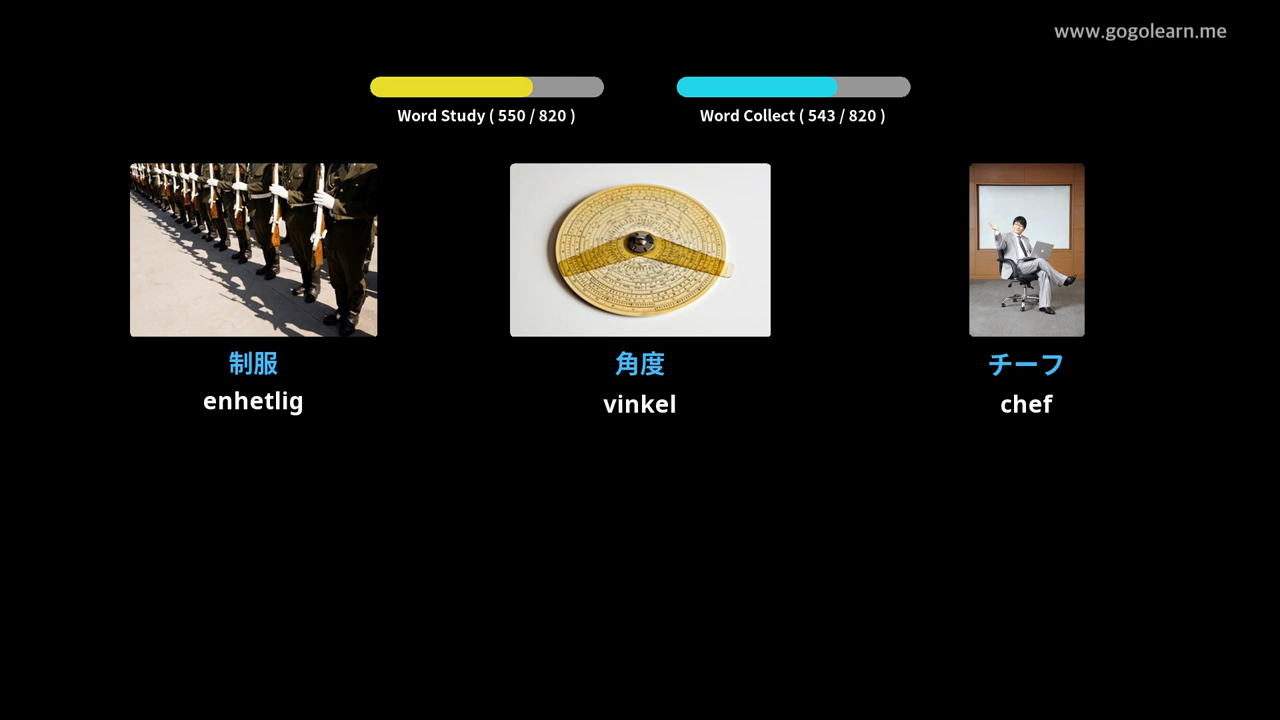 www.gogolearn.me
Word Study ( 550 / 820 )
Word Collect ( 543 / 820 )
制服
角度
チーフ
enhetlig
vinkel
chef